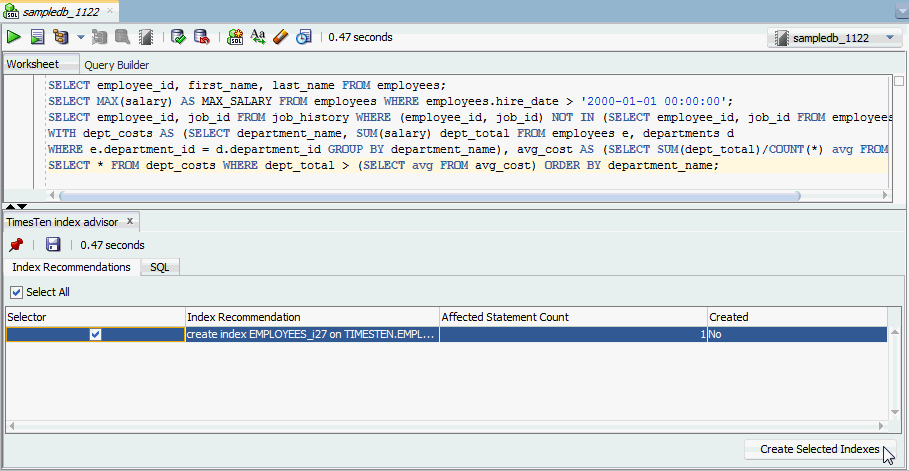 sampledb_1122
SQL
0.47 seconds
sampledb_1122
Worksheet
Query Builder
SELECT employee_id, first_name, last_name FROM employees;
SELECT MAX(salary) AS MAX_SALARY FROM employees WHERE employees.hire_date > '2000-01-01 00:00:00';
SELECT employee_id, job_id FROM job_history WHERE (employee_id, job_id) NOT IN (SELECT employee_id, job_id FROM employees
WITH dept_costs AS (SELECT department_name, SUM(salary) dept_total FROM employees e, departments d
WHERE e.department_id = d.department_id GROUP BY department_name), avg_cost AS (SELECT SUM(dept_total)/COUNT(*) avg FROM
SELECT * FROM dept_costs WHERE dept_total > (SELECT avg FROM avg_cost) ORDER BY department_name;
TimesTen index advisor x
0.47 seconds
Index Recommendations
SQL
Select All
Selector
Index Recommendation
Affected Statement Count
Created
create index EMPLOYEES_i27 on TIMESTEN.EMPL...
1
No
Create Selected Indexes